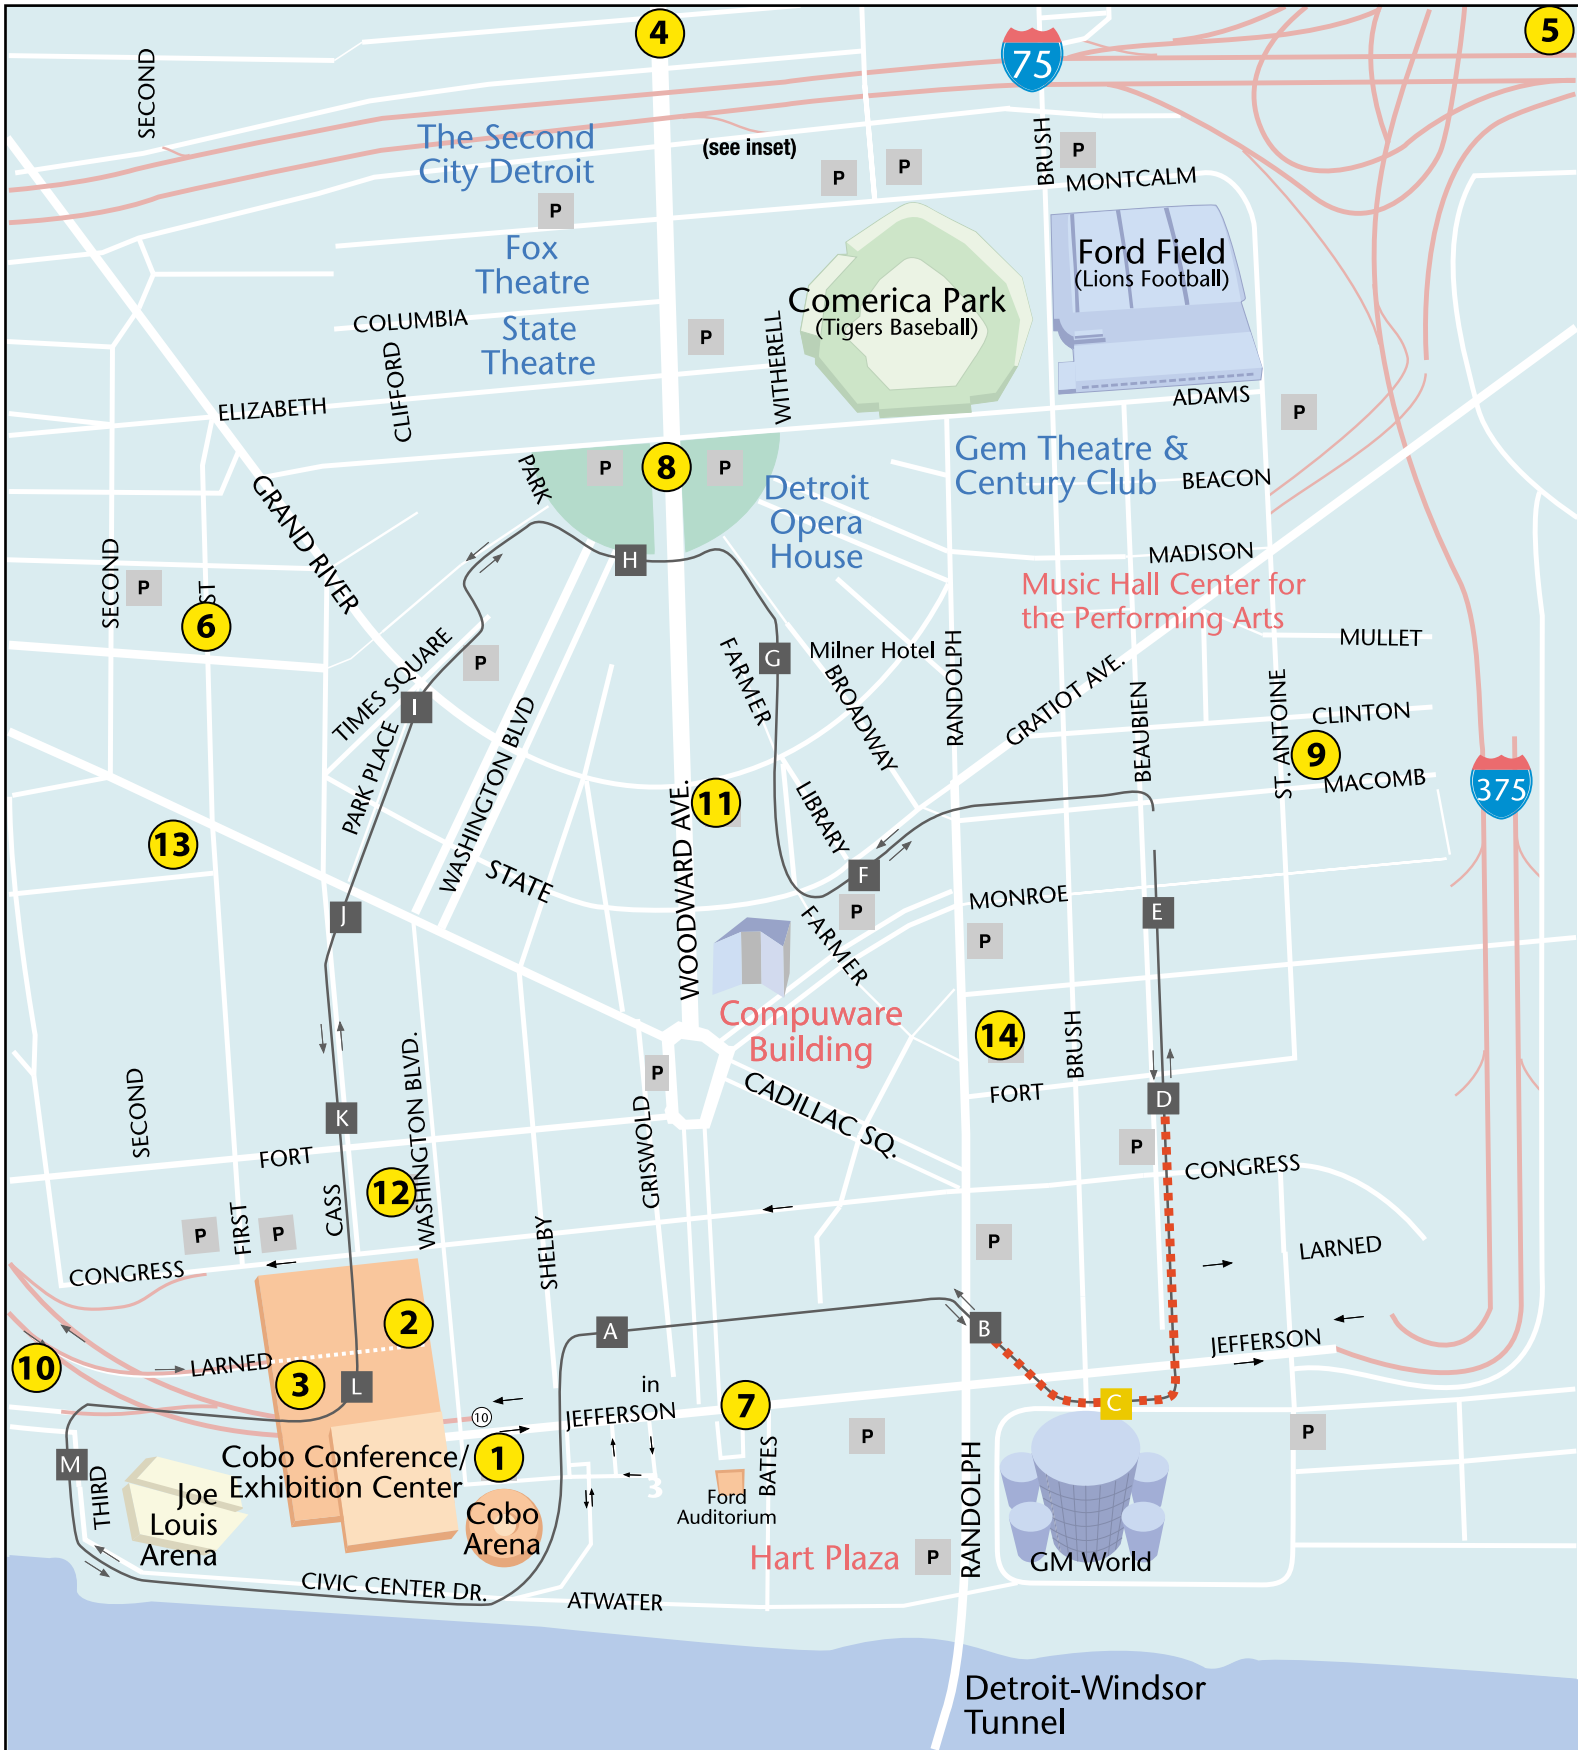 4
5
75
SECOND
The Second
City Detroit
(see inset)
P
P
BRUSH
P
MONTCALM
P
Fox
Theatre
Ford Field
(Lions Football)
Comerica Park
(Tigers Baseball)
COLUMBIA
State
Theatre
P
WITHERELL
CLIFFORD
ELIZABETH
ADAMS
P
Gem Theatre &
Century Club
BEACON
PARK
P
8
P
Detroit
Opera
House
GRAND RIVER
H
MADISON
SECOND
P
ST
6
Music Hall Center for
the Performing Arts
MULLET
TIMES SQUARE
P
FARMER
G
Milner Hotel
BROADWAY
RANDOLPH
GRATIOT AVE.
BEAUBIEN
ST. ANTOINE
CLINTON
I
PARK PLACE
WASHINGTON BLVD
9
MACOMB
375
WOODWARD AVE.
11
LIBRARY
13
STATE
F
P
J
MONROE
E
FARMER
P
Compuware
Building
14
BRUSH
P
CADILLAC SQ.
FORT
D
SECOND
K
WASHINGTON BLVD.
GRISWOLD
P
FORT
CONGRESS
12
CASS
FIRST
P
P
SHELBY
P
LARNED
CONGRESS
2
A
B
JEFFERSON
10
LARNED
3
L
in
JEFFERSON
7
C
10
P
P
M
THIRD
Cobo Conference/
Exhibition Center
1
BATES
RANDOLPH
Joe
Louis
Arena
3
Ford
Auditorium
Cobo
Arena
Hart Plaza
P
GM World
CIVIC CENTER DR.
ATWATER
Detroit-Windsor
Tunnel